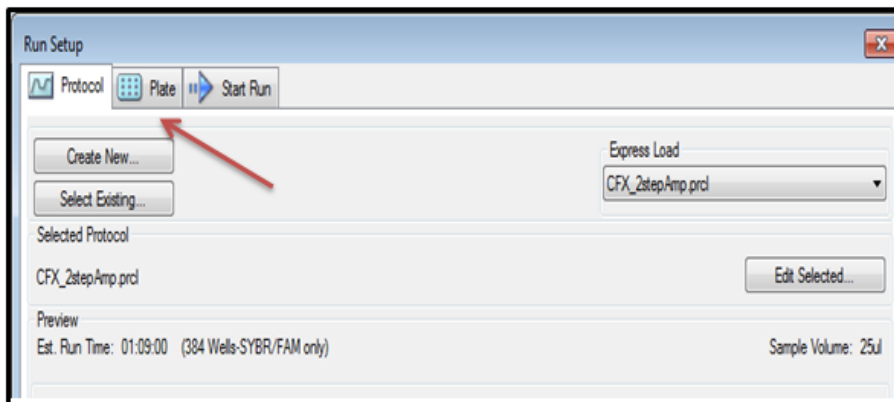 Run Setup
Protocol Plate Start Run
Create New...
Express Load
CFX_2stepAmp.prcl
Select Existing...
Selected Protocol
CFX_2stepAmp.prcl
Edit Selected...
Preview
Est. Run Time: 01:09:00 (384 Wells-SYBR/FAM only) Sample Volume: 25ul